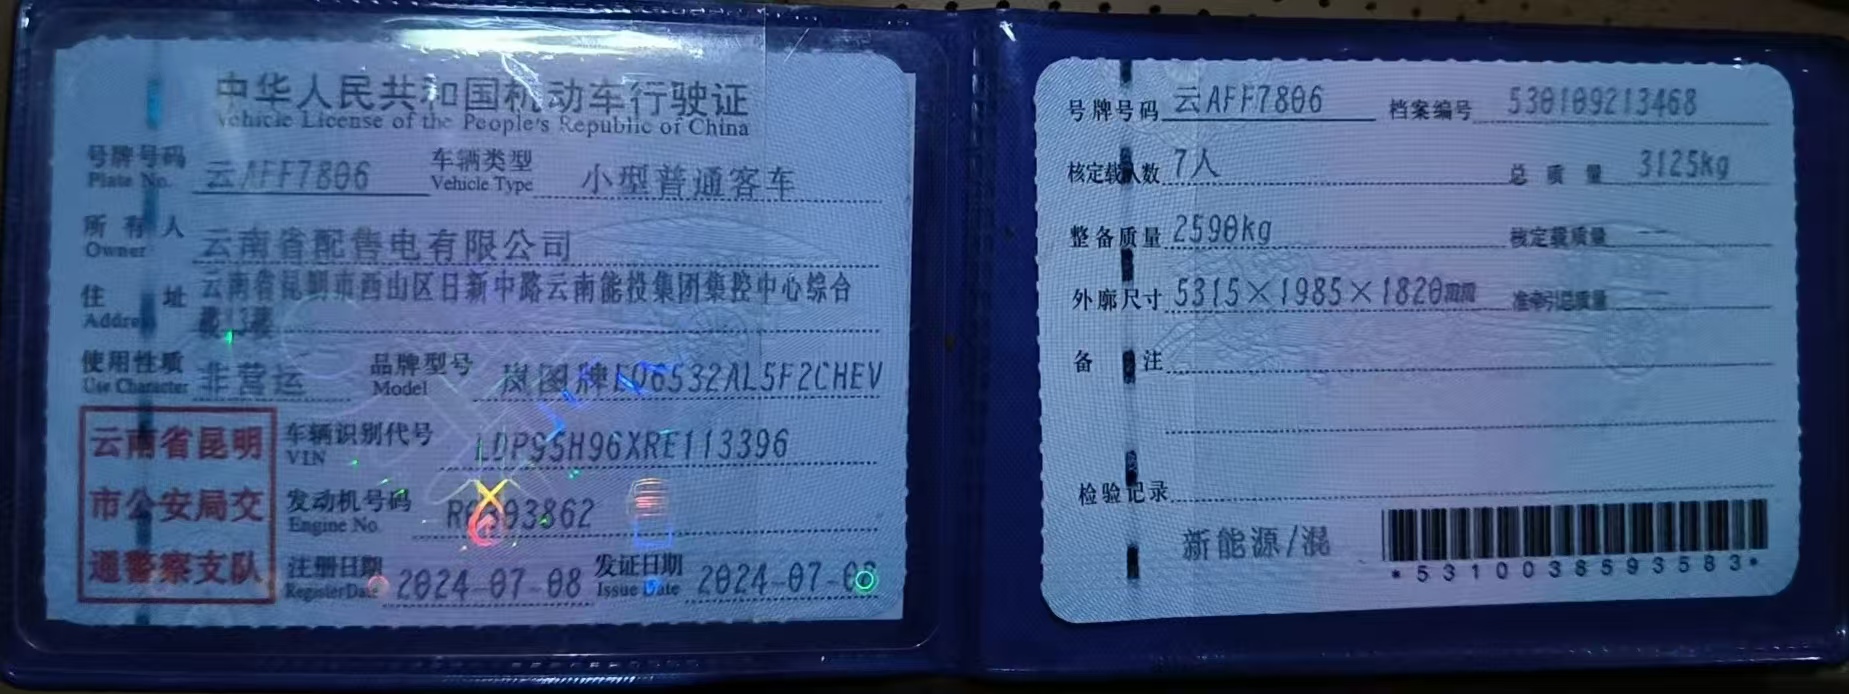 中华人民共和国机动车行驶证
Vehicle License of the People's Republic of China
号牌号码 云AFF7806 车辆类型 小型普通客车
Plate No. Vehicle Type
所有人 云南省配售电有限公司
Owner
住址 云南省昆明市西山区日新中路云南能投集团集控中心综合
Address 楼13楼
使用性质 非营运 品牌型号 岚图牌LQ6532AL5F2CHEV
Use Character Model
云南省昆明
市公安局交
通警察支队
车辆识别代号 LDP95H96XRE113396
VIN
发动机号码
Engine No.
注册日期 2024-07-08 发证日期 2024-07-08
Register Date Issue Date
号牌号码 云AFF7806 档案编号 530109213468
核定载人数 7人 总质量 3125kg
整备质量 2590kg 核定载质量 --
外廓尺寸 5315×1985×1820mm 准牵引总质量 --
备注
检验记录
新能源/混
*5310038593583*